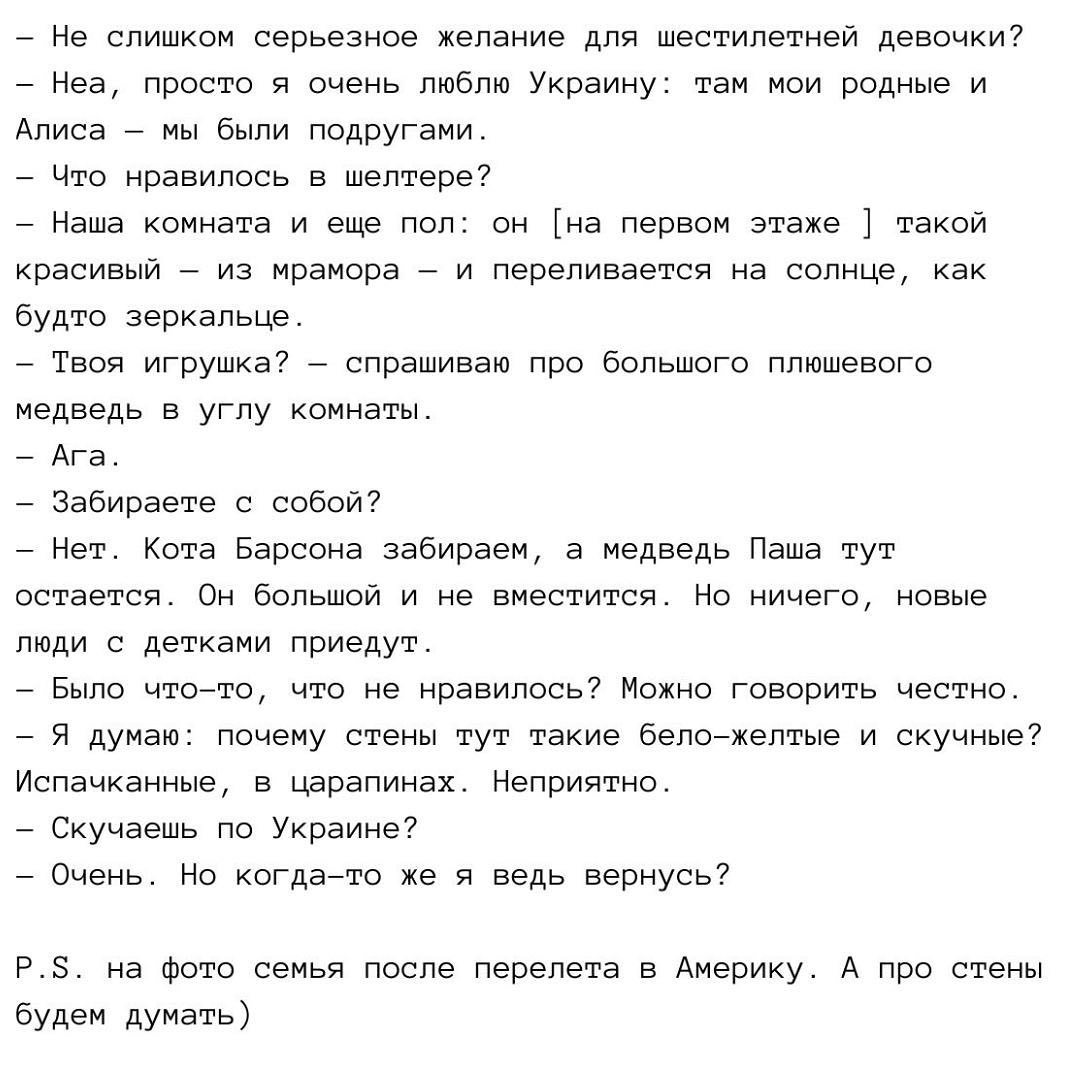 — Не слишком серьезное желание для шестилетней девочки?
— Неа, просто я очень люблю Украину: там мои родные и
Алиса — мы были подругами.
— Что нравилось в шелтере?
— Наша комната и еще пол: он [на первом этаже ] такой
красивый — из мрамора — и переливается на солнце, как
будто зеркальце.
— Твоя игрушка? — спрашиваю про большого плюшевого
медведь в углу комнаты.
— Ага.
— Забираете с собой?
— Нет. Кота Барсона забираем, а медведь Паша тут
остается. Он большой и не вместится. Но ничего, новые
люди с детками приедут.
— Было что-то, что не нравилось? Можно говорить честно.
— Я думаю: почему стены тут такие бело-желтые и скучные?
Испачканные, в царапинах. Неприятно.
— Скучаешь по Украине?
— Очень. Но когда-то же я ведь вернусь?
P.S. на фото семья после перелета в Америку. А про стены
будем думать)